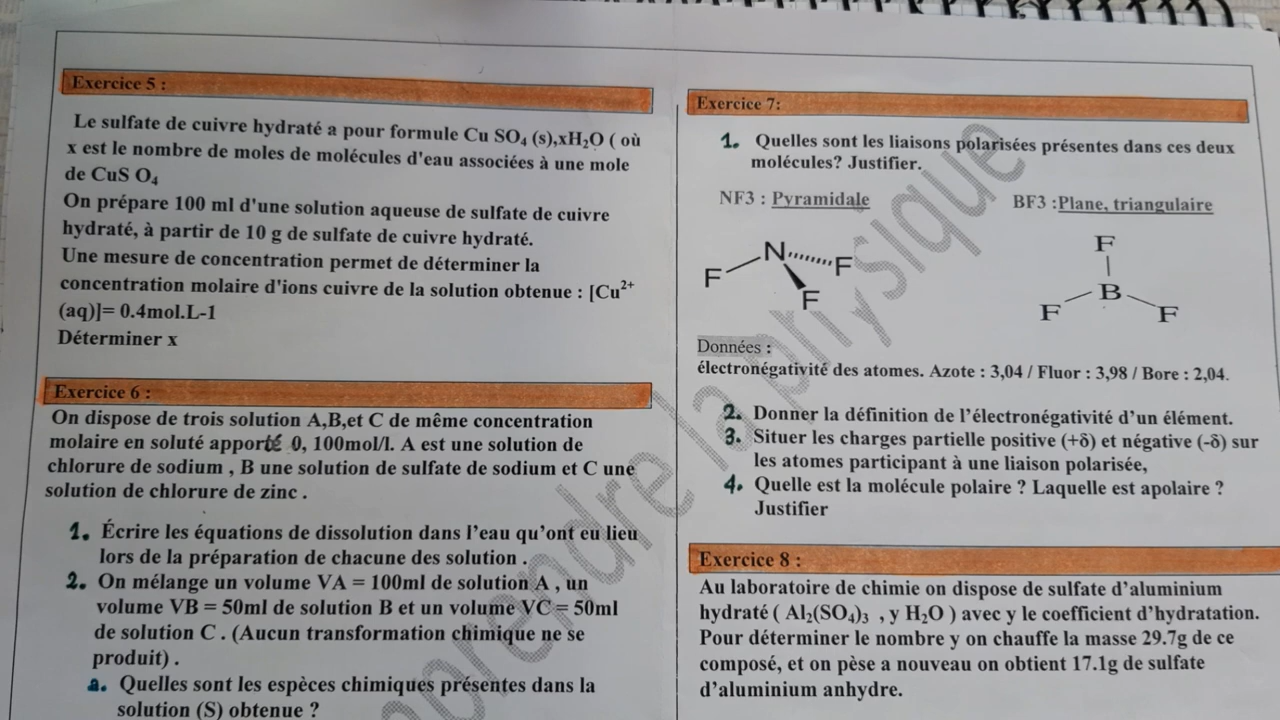 Exercice 5 :
Le sulfate de cuivre hydraté a pour formule Cu SO₄ (s),xH₂O ( où
x est le nombre de moles de molécules d'eau associées à une mole
de CuS O₄
On prépare 100 ml d'une solution aqueuse de sulfate de cuivre
hydraté, à partir de 10 g de sulfate de cuivre hydraté.
Une mesure de concentration permet de déterminer la
concentration molaire d'ions cuivre de la solution obtenue : [Cu²⁺
(aq)]= 0.4mol.L-1
Déterminer x
Exercice 6 :
On dispose de trois solution A,B,et C de même concentration
molaire en soluté apporté 0, 100mol/l. A est une solution de
chlorure de sodium , B une solution de sulfate de sodium et C une
solution de chlorure de zinc .
1. Écrire les équations de dissolution dans l'eau qu'ont eu lieu
lors de la préparation de chacune des solution .
2. On mélange un volume VA = 100ml de solution A , un
volume VB = 50ml de solution B et un volume VC = 50ml
de solution C . (Aucun transformation chimique ne se
produit) .
a. Quelles sont les espèces chimiques présentes dans la
solution (S) obtenue ?
Exercice 7:
1. Quelles sont les liaisons polarisées présentes dans ces deux
molécules? Justifier.
NF3 : Pyramidale
BF3 :Plane, triangulaire
N
F
F
F
F
B
F
F
Données :
électronégativité des atomes. Azote : 3,04 / Fluor : 3,98 / Bore : 2,04.
2. Donner la définition de l'électronégativité d'un élément.
3. Situer les charges partielle positive (+δ) et négative (-δ) sur
les atomes participant à une liaison polarisée,
4. Quelle est la molécule polaire ? Laquelle est apolaire ?
Justifier
Exercice 8 :
Au laboratoire de chimie on dispose de sulfate d'aluminium
hydraté ( Al₂(SO₄)₃ , y H₂O ) avec y le coefficient d'hydratation.
Pour déterminer le nombre y on chauffe la masse 29.7g de ce
composé, et on pèse a nouveau on obtient 17.1g de sulfate
d'aluminium anhydre.
prendre la physique